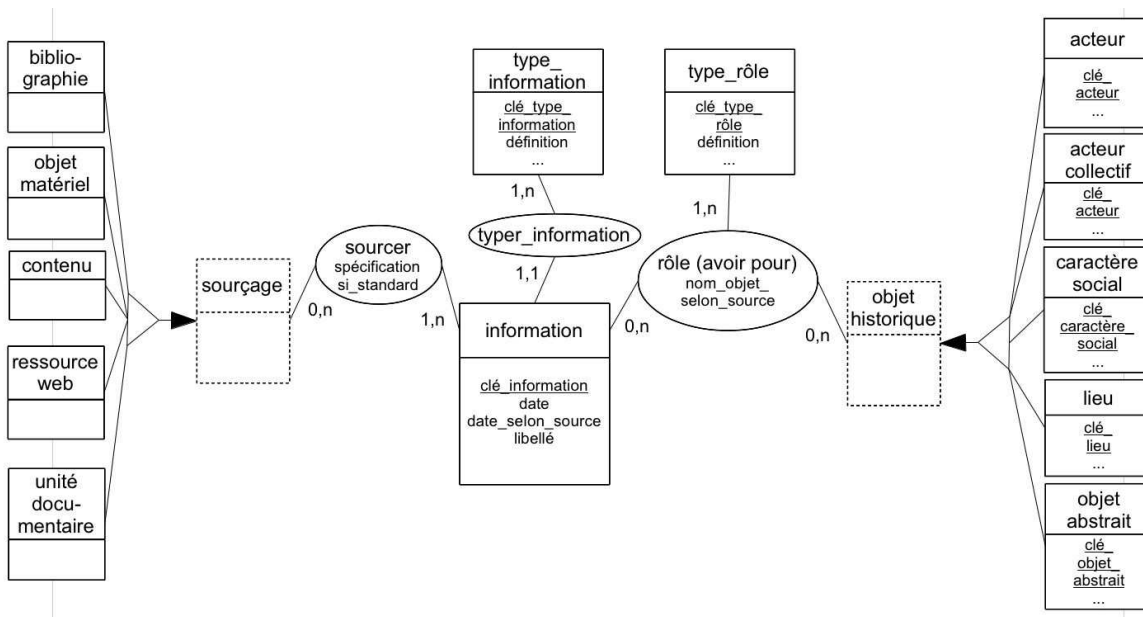 biblio-
graphie
objet
matériel
contenu
ressource
web
unité
docu-
mentaire
sourçage
0,n
sourcer
spécification
si_standard
1,n
type_
information
clé_type_
information
définition
...
1,n
typer_information
1,1
information
clé_information
date
date_selon_source
libellé
type_rôle
clé_type_
rôle
définition
...
1,n
rôle (avoir pour)
nom_objet_
selon_source
0,n
0,n
objet
historique
acteur
clé_
acteur
...
acteur
collectif
clé_
acteur
...
caractère
social
clé_
caractère_
social
...
lieu
clé_
lieu
...
objet
abstrait
clé_
objet_
abstrait
...